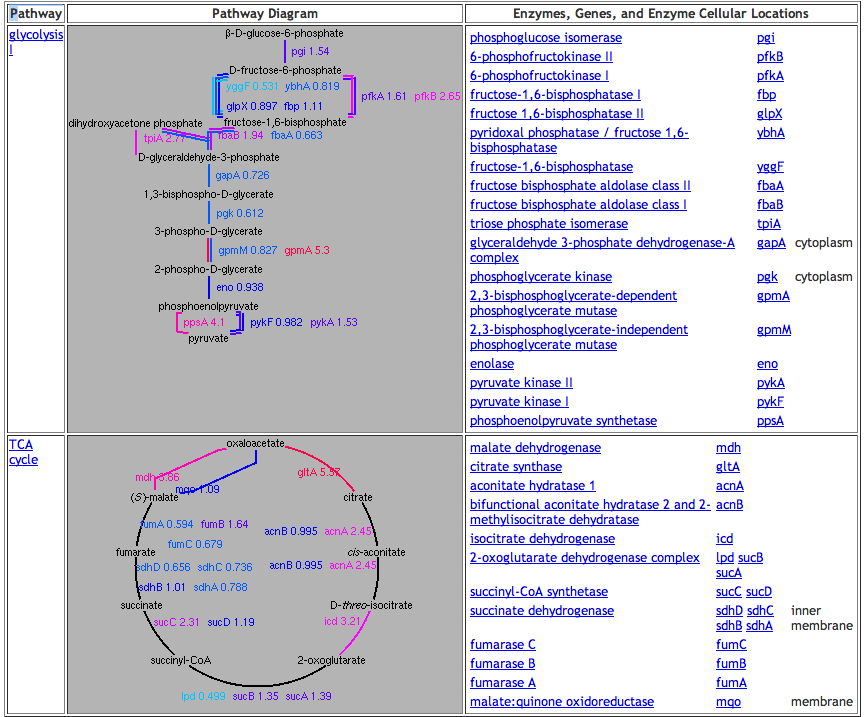 Pathway
Pathway Diagram
Enzymes, Genes, and Enzyme Cellular Locations
glycolysis
I
β-D-glucose-6-phosphate
pgi 1.54
D-fructose-6-phosphate
yggF 0.531 ybhA 0.819
pfkA 1.61 pfkB 2.65
glpX 0.897 fbp 1.11
dihydroxyacetone phosphate
fructose-1,6-bisphosphate
tpiA 2.77
fbaB 1.94 fbaA 0.663
D-glyceraldehyde-3-phosphate
gapA 0.726
1,3-bisphospho-D-glycerate
pgk 0.612
3-phospho-D-glycerate
gpmM 0.827 gpmA 5.3
2-phospho-D-glycerate
eno 0.938
phosphoenolpyruvate
ppsA 4.1
pykF 0.982 pykA 1.53
pyruvate
phosphoglucose isomerase pgi
6-phosphofructokinase II pfkB
6-phosphofructokinase I pfkA
fructose-1,6-bisphosphatase I fbp
fructose 1,6-bisphosphatase II glpX
pyridoxal phosphatase / fructose 1,6- ybhA
bisphosphatase
fructose-1,6-bisphosphatase yggF
fructose bisphosphate aldolase class II fbaA
fructose bisphosphate aldolase class I fbaB
triose phosphate isomerase tpiA
glyceraldehyde 3-phosphate dehydrogenase-A gapA cytoplasm
complex
phosphoglycerate kinase pgk cytoplasm
2,3-bisphosphoglycerate-dependent gpmA
phosphoglycerate mutase
2,3-bisphosphoglycerate-independent gpmM
phosphoglycerate mutase
enolase eno
pyruvate kinase II pykA
pyruvate kinase I pykF
phosphoenolpyruvate synthetase ppsA
TCA
cycle
oxaloacetate
mdh 3.86
gltA 5.57
mqo 1.09
(S)-malate
citrate
fumA 0.594 fumB 1.64
acnB 0.995 acnA 2.45
fumC 0.679
fumarate
cis-aconitate
sdhD 0.656 sdhC 0.736
acnB 0.995 acnA 2.45
sdhB 1.01 sdhA 0.788
succinate
D-threo-isocitrate
sucC 2.31 sucD 1.19
icd 3.21
succinyl-CoA
2-oxoglutarate
lpd 0.499 sucB 1.35 sucA 1.39
malate dehydrogenase mdh
citrate synthase gltA
aconitate hydratase 1 acnA
bifunctional aconitate hydratase 2 and 2- acnB
methylisocitrate dehydratase
isocitrate dehydrogenase icd
2-oxoglutarate dehydrogenase complex lpd sucB
sucA
succinyl-CoA synthetase sucC sucD
succinate dehydrogenase sdhD sdhC inner
sdhB sdhA membrane
fumarase C fumC
fumarase B fumB
fumarase A fumA
malate:quinone oxidoreductase mqo membrane